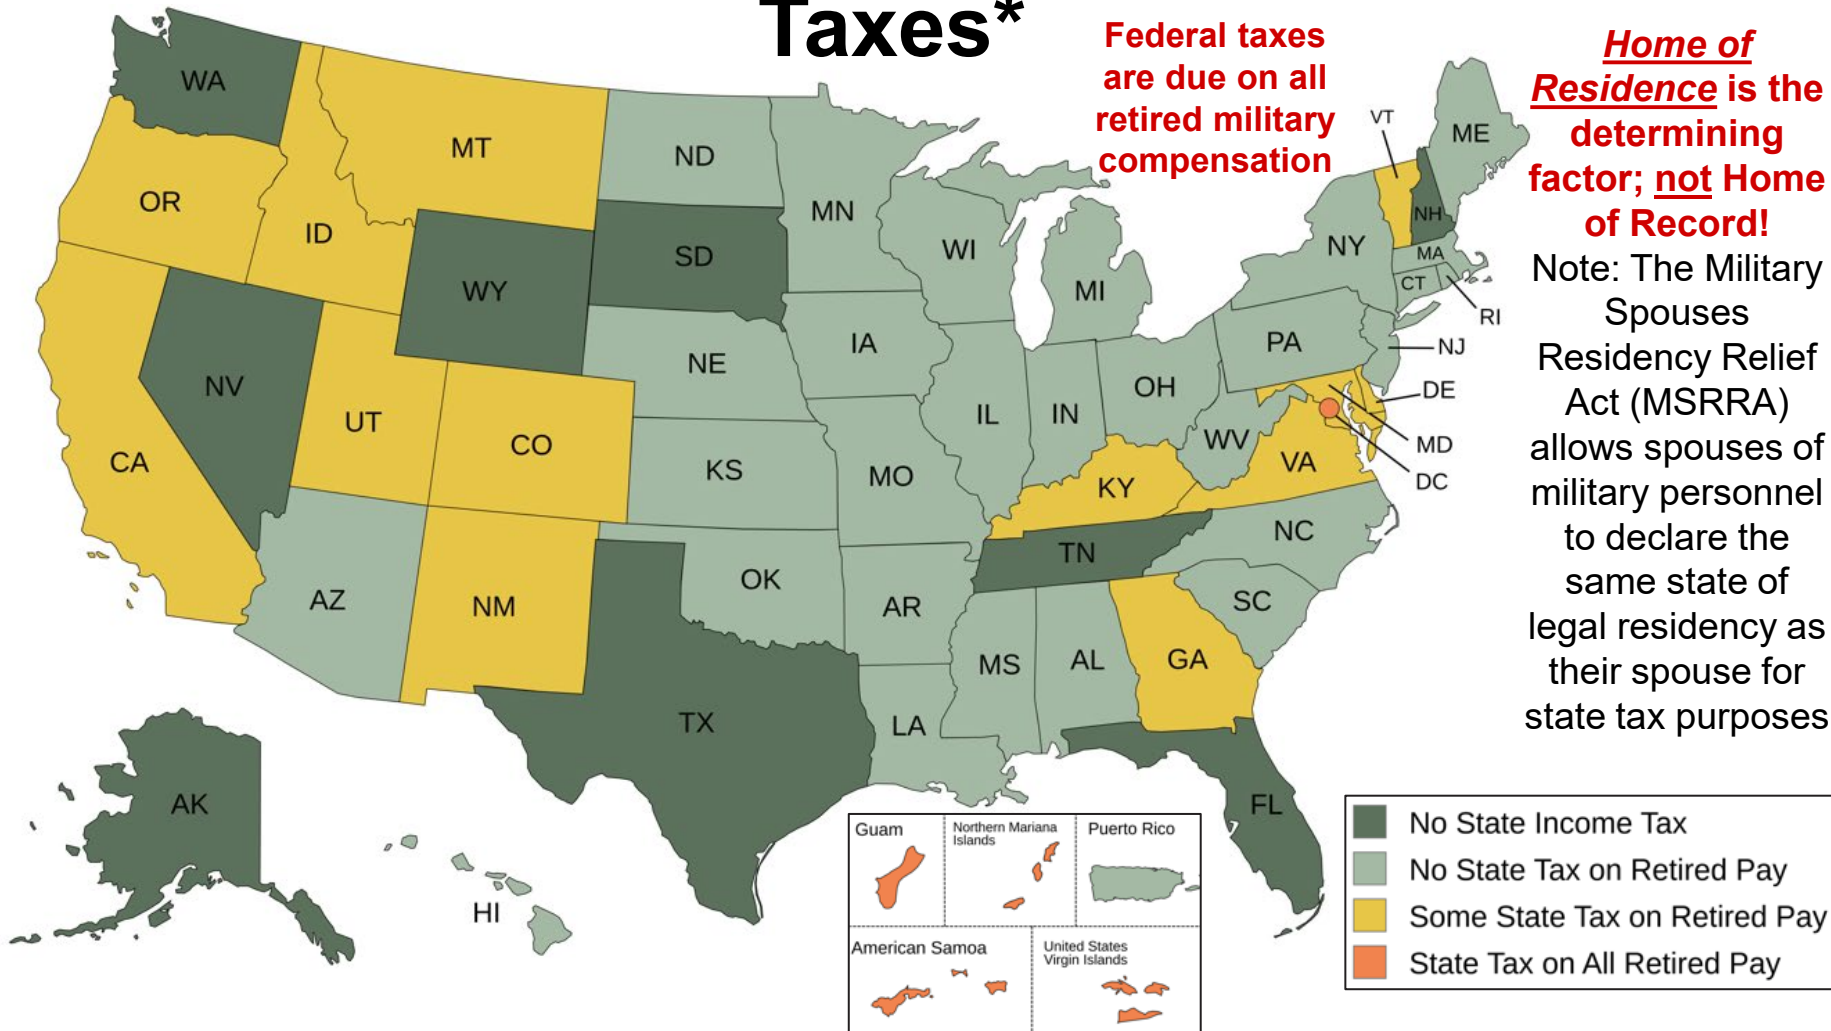 Taxes*
Federal taxes
are due on all
retired military
compensation
Home of
Residence is the
determining
factor; not Home
of Record!
Note: The Military
Spouses
Residency Relief
Act (MSRRA)
allows spouses of
military personnel
to declare the
same state of
legal residency as
their spouse for
state tax purposes
WA
OR
MT
ID
WY
NV
UT
CO
CA
AZ
NM
ND
SD
NE
KS
OK
TX
MN
IA
MO
AR
LA
WI
IL
MI
IN
OH
KY
TN
MS
AL
GA
FL
SC
NC
VA
WV
PA
NY
VT
NH
ME
MA
CT
RI
NJ
DE
MD
DC
AK
HI
Guam
Northern Mariana
Islands
Puerto Rico
American Samoa
United States
Virgin Islands
No State Income Tax
No State Tax on Retired Pay
Some State Tax on Retired Pay
State Tax on All Retired Pay